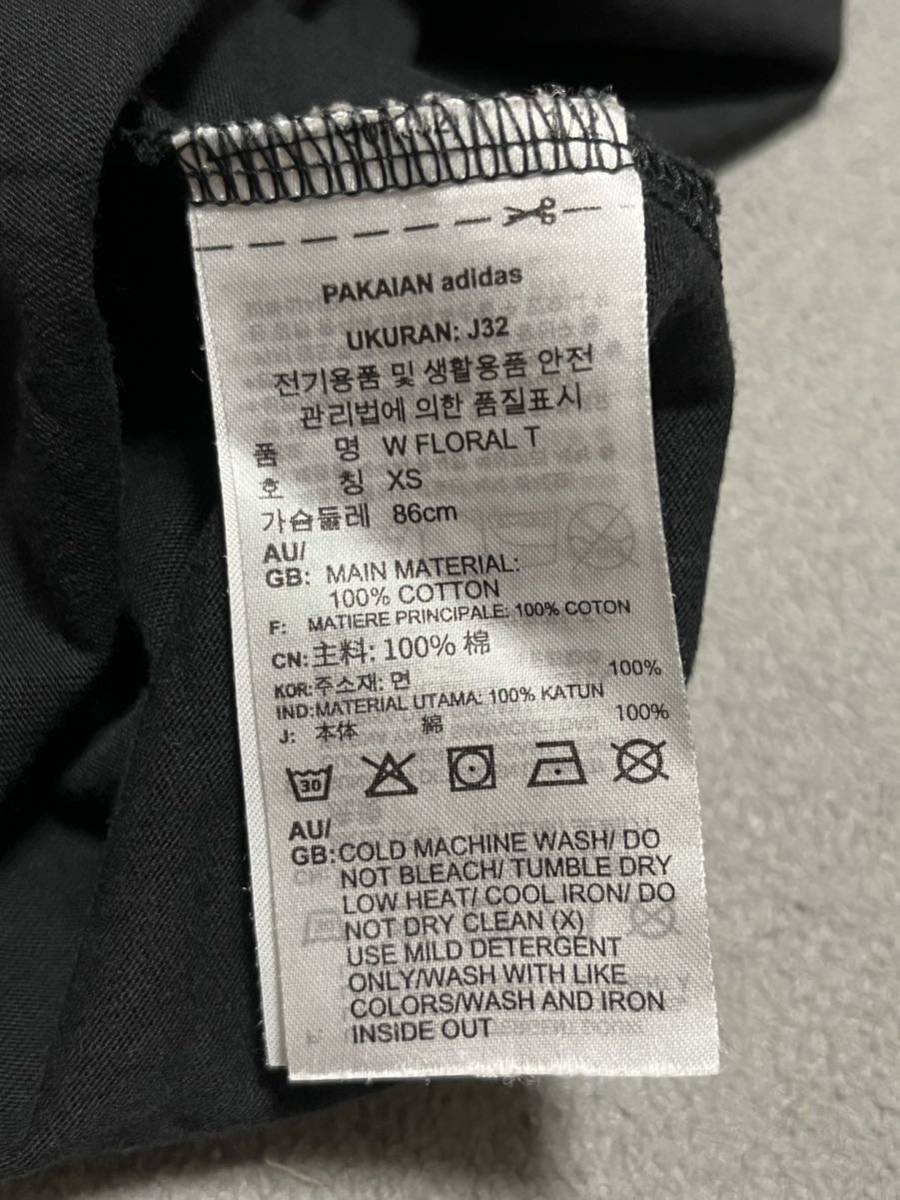 PAKAIAN adidas
UKURAN: J32
전기용품 및 생활용품 안전
관리법에 의한 품질표시
품 명 W FLORAL T
호 칭 XS
가슴둘레 86cm
AU/
GB: MAIN MATERIAL:
100% COTTON
F: MATIERE PRINCIPALE: 100% COTON
CN: 主料: 100% 棉
KOR: 주소재: 면 100%
IND: MATERIAL UTAMA: 100% KATUN
J: 本体 綿 100%
30
AU/
GB: COLD MACHINE WASH/ DO
NOT BLEACH/ TUMBLE DRY
LOW HEAT/ COOL IRON/ DO
NOT DRY CLEAN (X)
USE MILD DETERGENT
ONLY/WASH WITH LIKE
COLORS/WASH AND IRON
INSIDE OUT